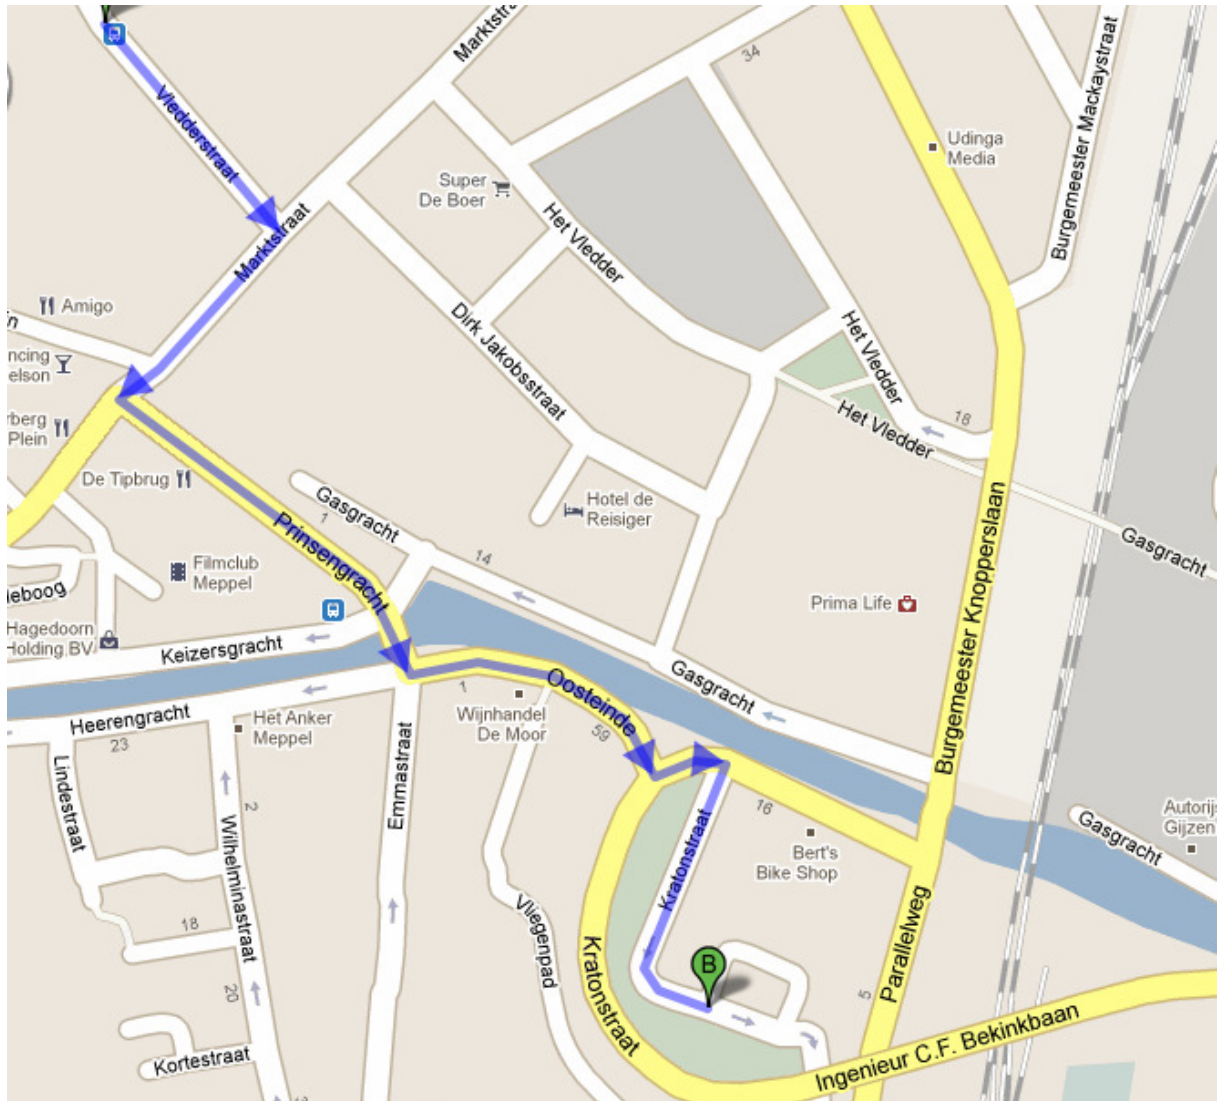 Marktstraat
34
Vledderstraat
Udinga
Media
Burgemeester Mackaystraat
Super
De Boer
Het Vledder
Marktstraat
Amigo
Dirk Jakobsstraat
Het Vledder
ncing
elson
Het Vledder
18
rberg
Plein
De Tipbrug
Gasgracht
1
Hotel de
Reisiger
Prinsengracht
14
Gasgracht
Filmclub
Meppel
ieboog
Prima Life
Burgemeester Knopperslaan
Hagedoorn
Holding BV
Keizersgracht
Gasgracht
Oosteinde
1
Heerengracht
23
Het Anker
Meppel
Wijnhandel
De Moor
59
Lindestraat
2
Emmastraat
16
Autorijs
Gijzen
Gasgracht
Bert's
Bike Shop
Kratonstraat
Wilhelminastraat
18
Vliegenpad
Kratonstraat
B
Parallelweg
5
20
Kortestraat
Ingenieur C.F. Bekinkbaan